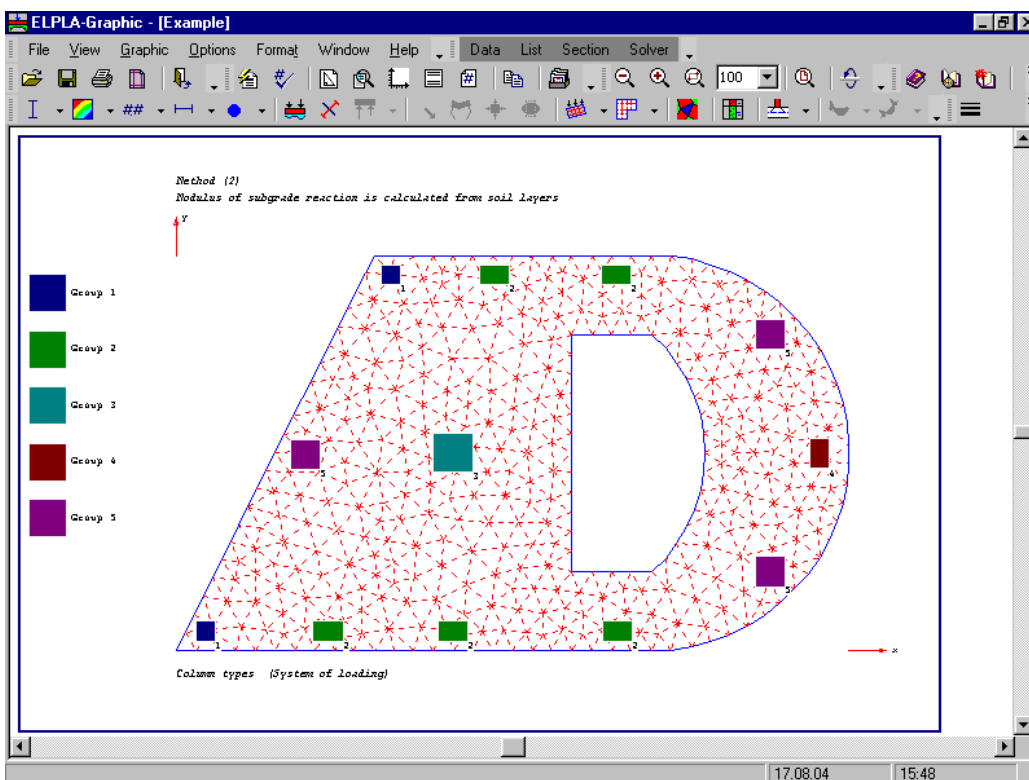 ELPLA-Graphic - [Example]
File View Graphic Options Format Window Help Data List Section Solver
100
##
Method (2)
Modulus of subgrade reaction is calculated from soil layers
Y
Group 1
Group 2
Group 3
Group 4
Group 5
1 2 2
5
5 3 4
5
1 2 2 2
x
Column types (System of loading)
17.08.04 15:48